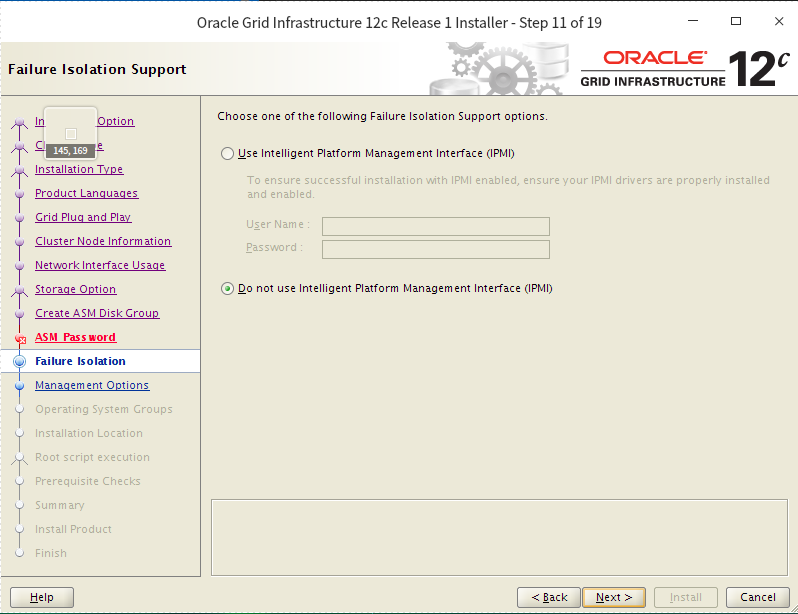 Oracle Grid Infrastructure 12c Release 1 Installer - Step 11 of 19
Failure Isolation Support
ORACLE
GRID INFRASTRUCTURE
12c
In Option
145, 169
Installation Type
Product Languages
Grid Plug and Play
Cluster Node Information
Network Interface Usage
Storage Option
Create ASM Disk Group
ASM Password
Failure Isolation
Management Options
Operating System Groups
Installation Location
Root script execution
Prerequisite Checks
Summary
Install Product
Finish
Choose one of the following Failure Isolation Support options.
Use Intelligent Platform Management Interface (IPMI)
To ensure successful installation with IPMI enabled, ensure your IPMI drivers are properly installed
and enabled.
User Name :
Password :
Do not use Intelligent Platform Management Interface (IPMI)
Help
< Back
Next >
Install
Cancel